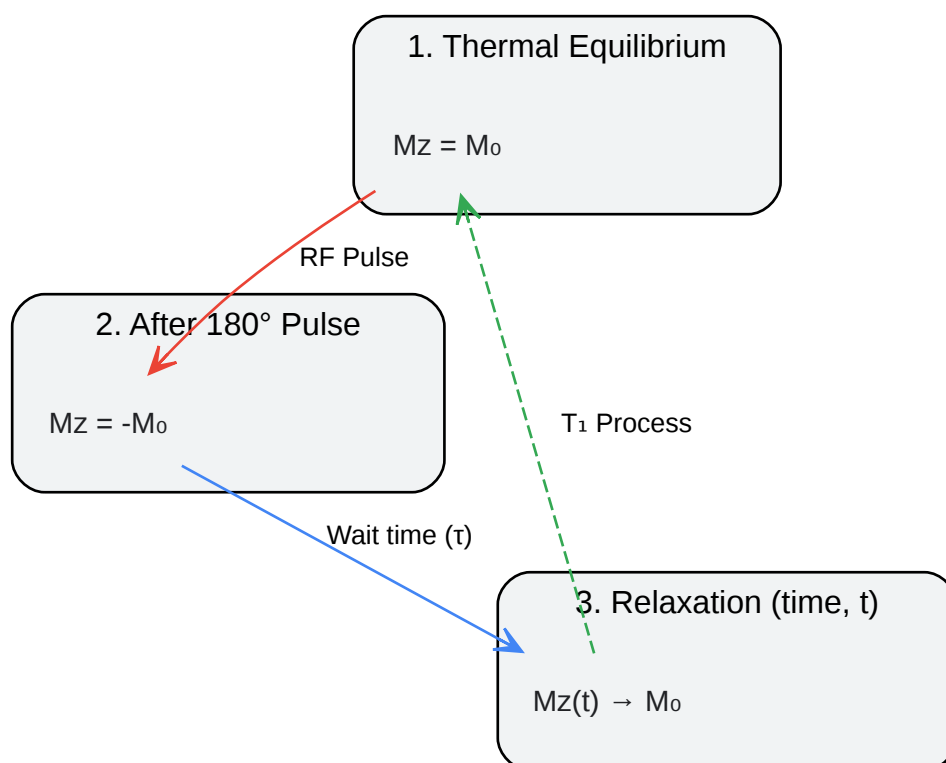 1. Thermal Equilibrium
Mz = M₀
RF Pulse
2. After 180° Pulse
Mz = -M₀
T₁ Process
Wait time (τ)
3. Relaxation (time, t)
Mz(t) → M₀